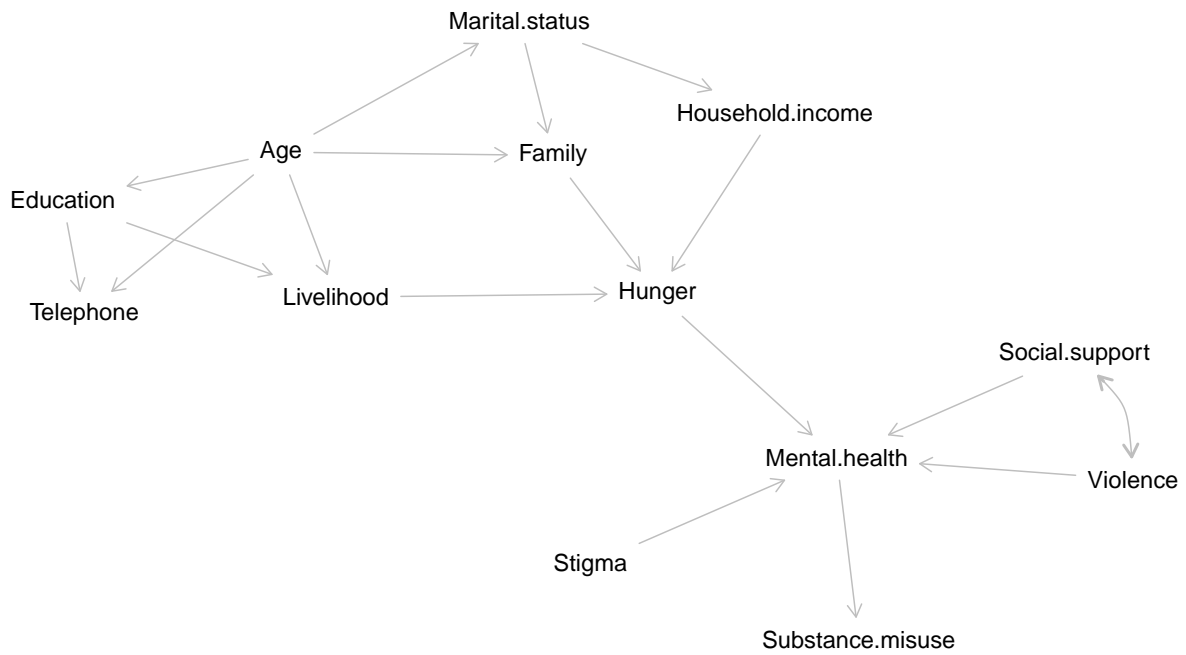 Marital.status
Household.income
Age
Family
Education
Telephone
Livelihood
Hunger
Social.support
Mental.health
Violence
Stigma
Substance.misuse